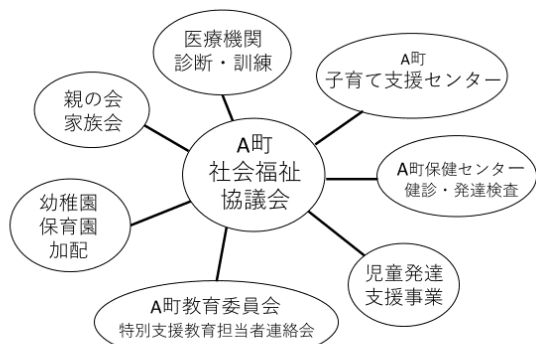 医療機関
診断・訓練
A町
子育て支援センター
親の会
家族会
A町
社会福祉
協議会
A町保健センター
健診・発達検査
幼稚園
保育園
加配
児童発達
支援事業
A町教育委員会
特別支援教育担当者連絡会